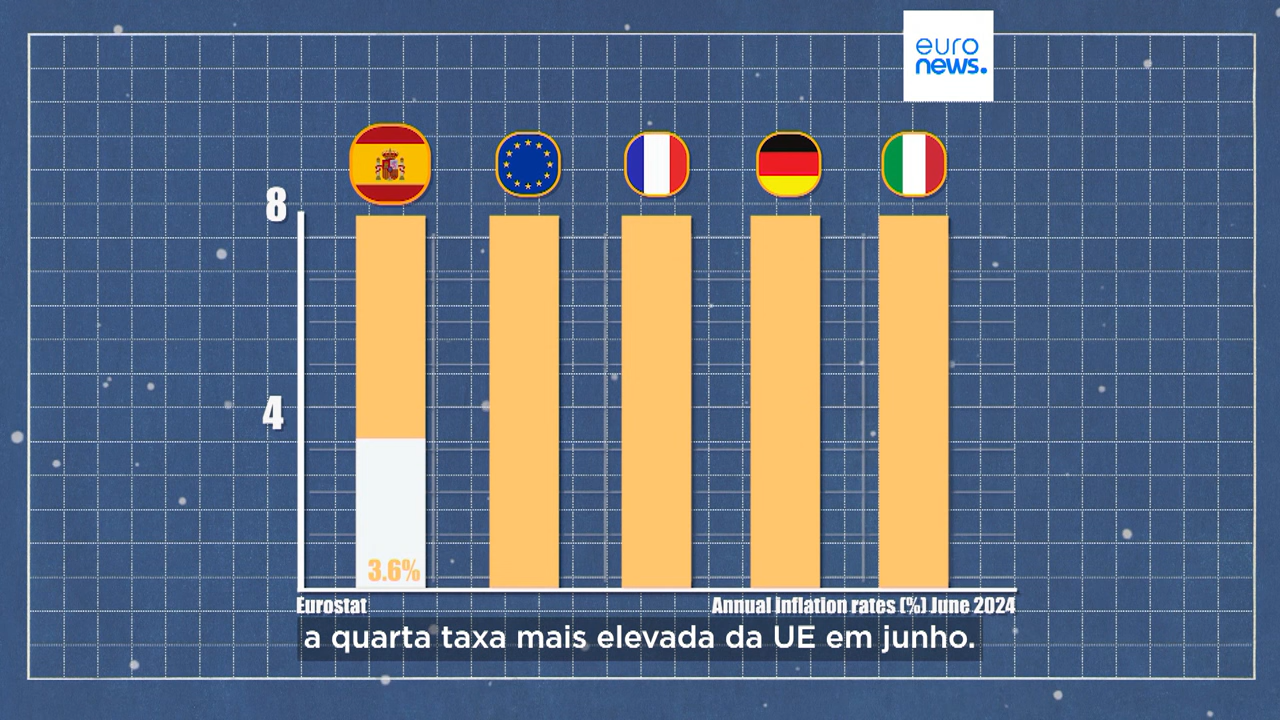 euro
news.
8
4
3.6%
Eurostat
Annual Inflation rates (%) June 2024
a quarta taxa mais elevada da UE em junho.